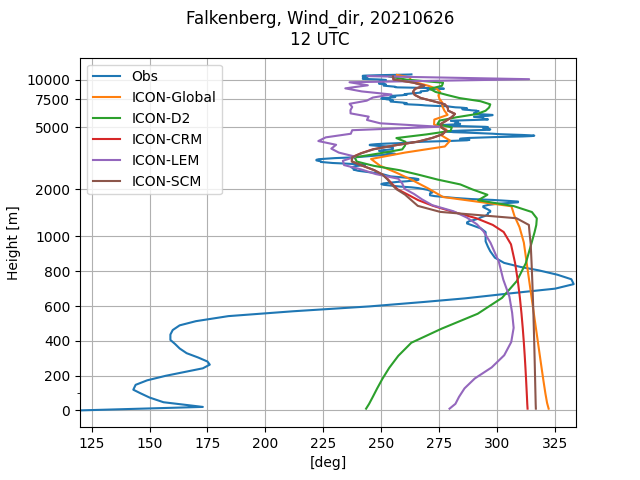 Falkenberg, Wind_dir, 20210626
12 UTC
Obs
ICON-Global
ICON-D2
ICON-CRM
ICON-LEM
ICON-SCM
Height [m]
10000
7500
5000
2000
1000
800
600
400
200
0
125 150 175 200 225 250 275 300 325
[deg]